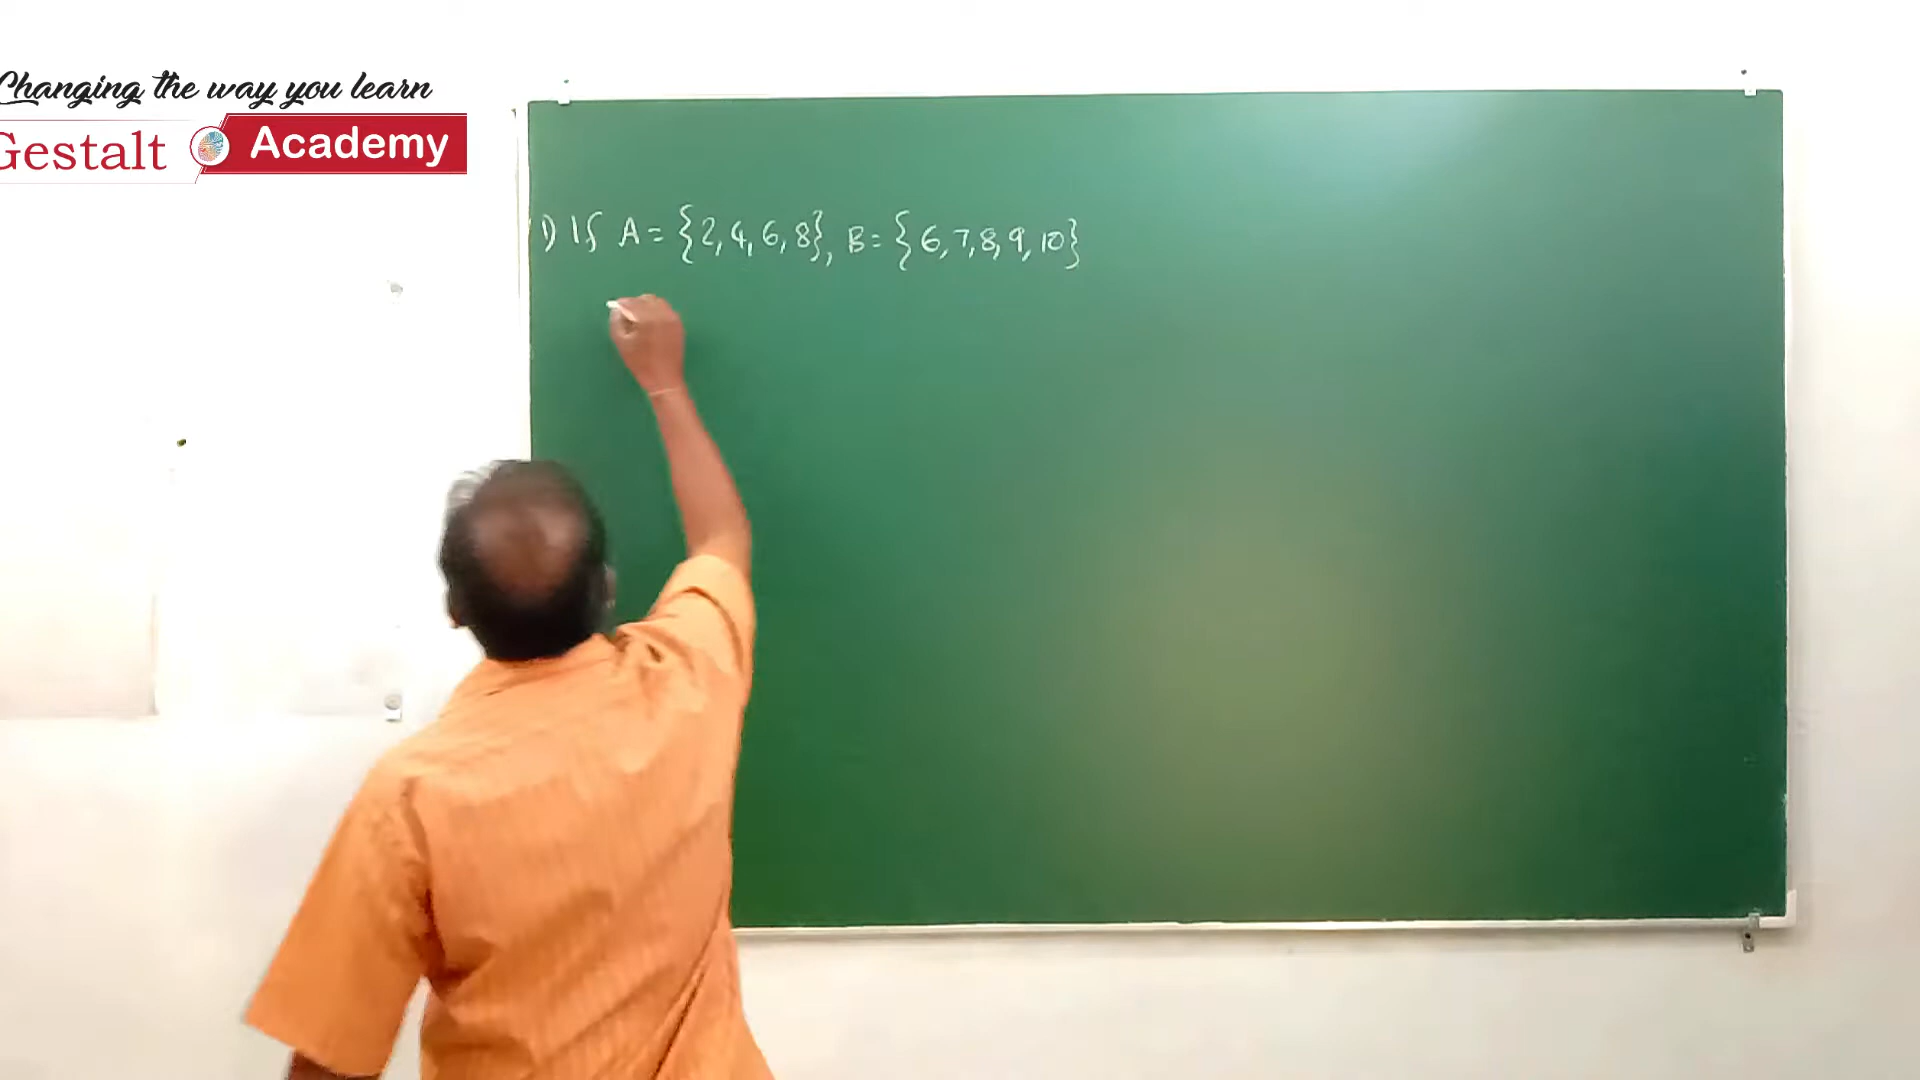 Changing the way you learn
Gestalt Academy
1) If A = {2, 4, 6, 8}, B = {6, 7, 8, 9, 10}